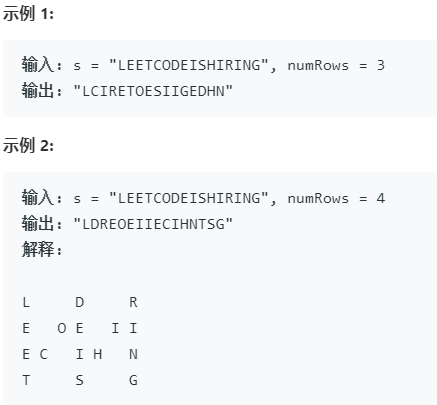 示例 1:
输入: s = "LEETCODEISHIRING", numRows = 3
输出: "LCIRETOESIIGEDHN"
示例 2:
输入: s = "LEETCODEISHIRING", numRows = 4
输出: "LDREOEIIECIHNTSG"
解释:
L     D     R
E   O E   I I
E C   I H   N
T     S     G